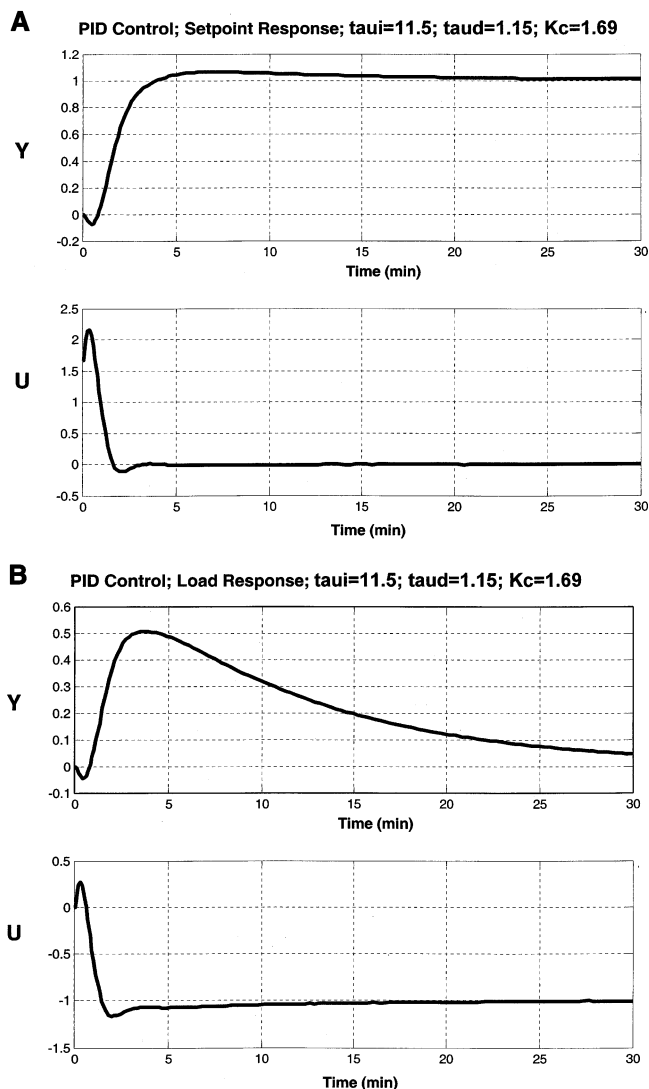 A
PID Control; Setpoint Response; taui=11.5; taud=1.15; Kc=1.69
1.2
1
0.8
0.6
0.4
0.2
0
-0.2
Y
0 5 10 15 20 25 30
Time (min)
2.5
2
1.5
1
0.5
0
-0.5
U
0 5 10 15 20 25 30
Time (min)
B
PID Control; Load Response; taui=11.5; taud=1.15; Kc=1.69
0.6
0.5
0.4
0.3
0.2
0.1
0
-0.1
Y
0 5 10 15 20 25 30
Time (min)
0.5
0
-0.5
-1
-1.5
U
0 5 10 15 20 25 30
Time (min)